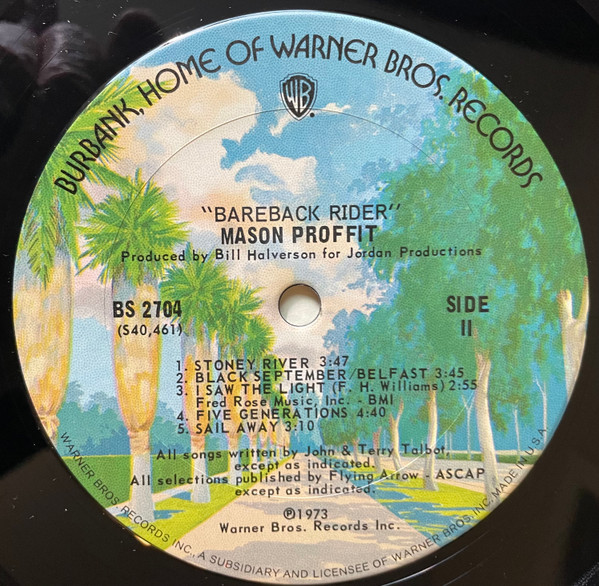 BURBANK, HOME OF WARNER BROS. RECORDS
WB
"BAREBACK RIDER"
MASON PROFFIT
Produced by Bill Halverson for Jordan Productions
BS 2704
(S40,461)
SIDE
II
1. STONEY RIVER 3:47
2. BLACK SEPTEMBER/BELFAST 3:45
3. I SAW THE LIGHT (F. H. Williams) 2:55
Fred Rose Music, Inc. - BMI
4. FIVE GENERATIONS 4:40
5. SAIL AWAY 3:10
All songs written by John & Terry Talbot,
except as indicated.
All selections published by Flying Arrow - ASCAP
except as indicated.
℗1973
Warner Bros. Records Inc.
WARNER BROS. RECORDS INC., A SUBSIDIARY AND LICENSEE OF WARNER BROS. INC. MADE IN U.S.A.